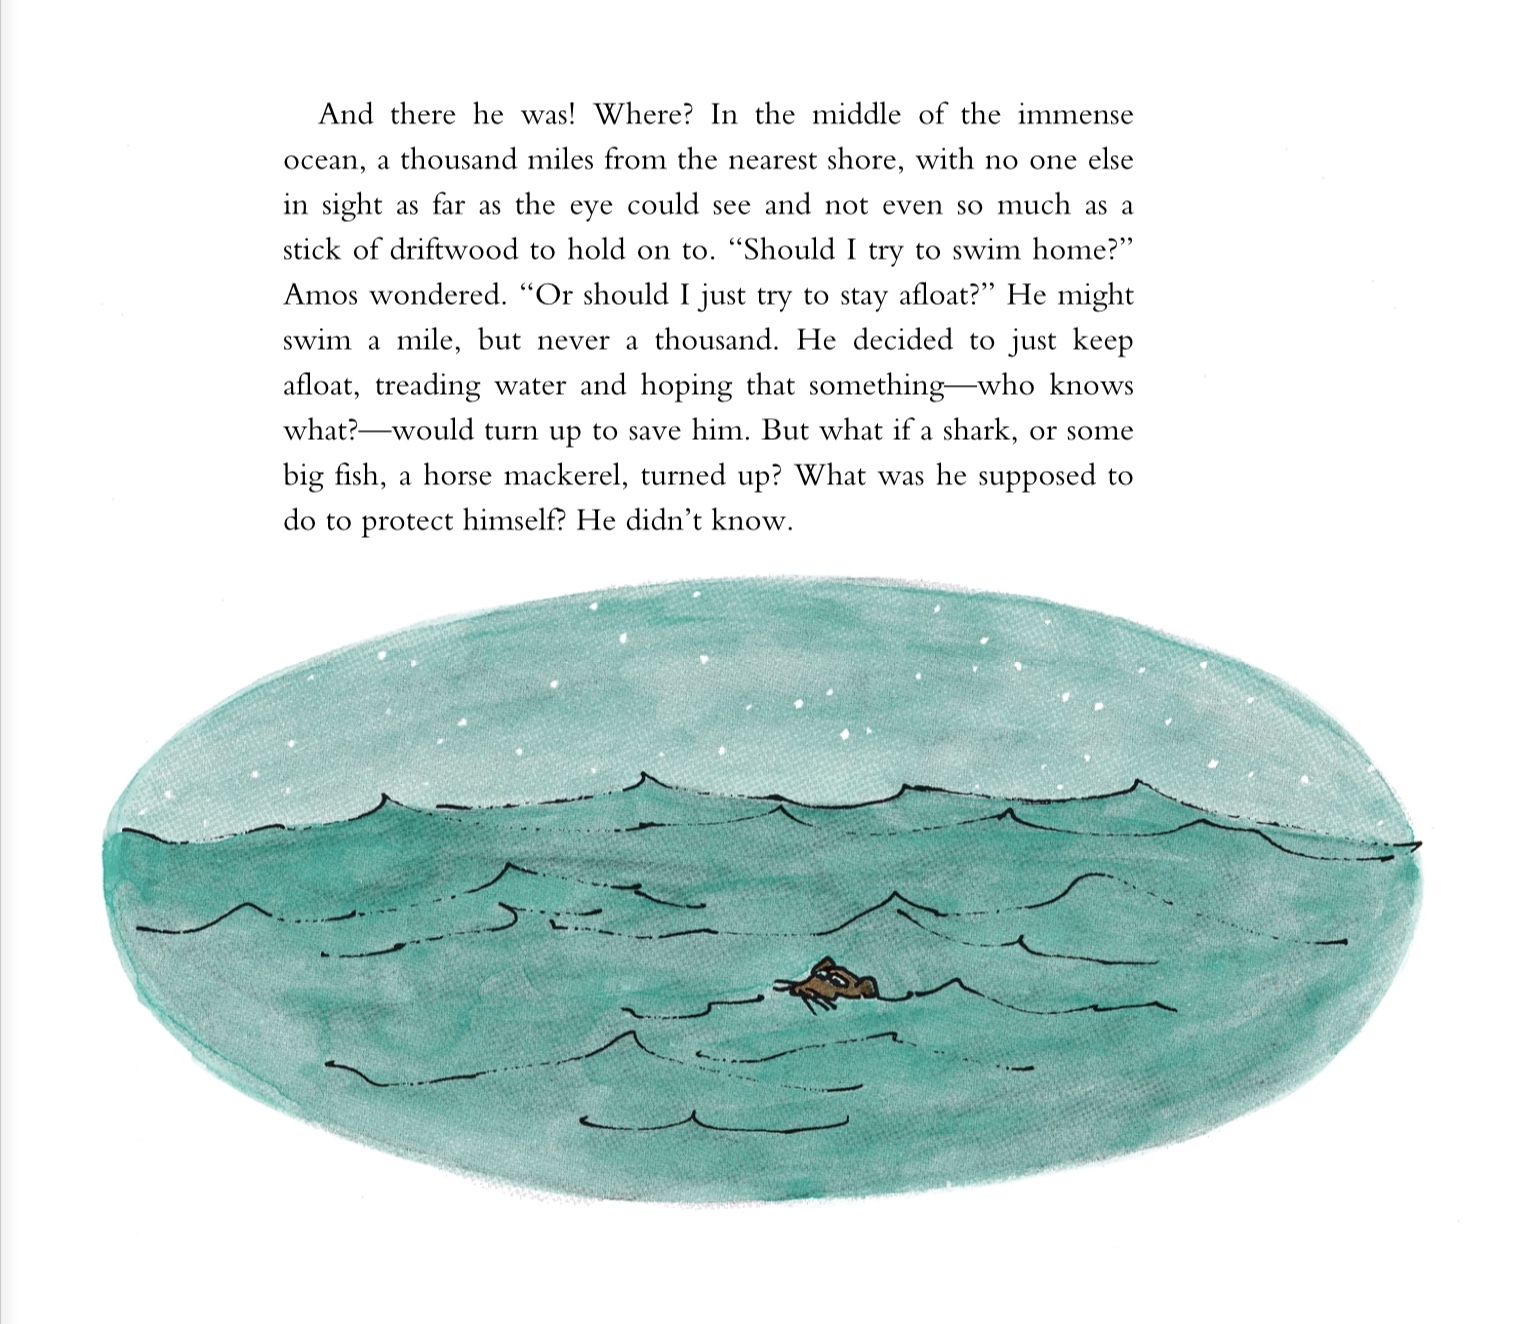 And there he was! Where? In the middle of the immense
ocean, a thousand miles from the nearest shore, with no one else
in sight as far as the eye could see and not even so much as a
stick of driftwood to hold on to. “Should I try to swim home?”
Amos wondered. “Or should I just try to stay afloat?” He might
swim a mile, but never a thousand. He decided to just keep
afloat, treading water and hoping that something—who knows
what?—would turn up to save him. But what if a shark, or some
big fish, a horse mackerel, turned up? What was he supposed to
do to protect himself? He didn’t know.